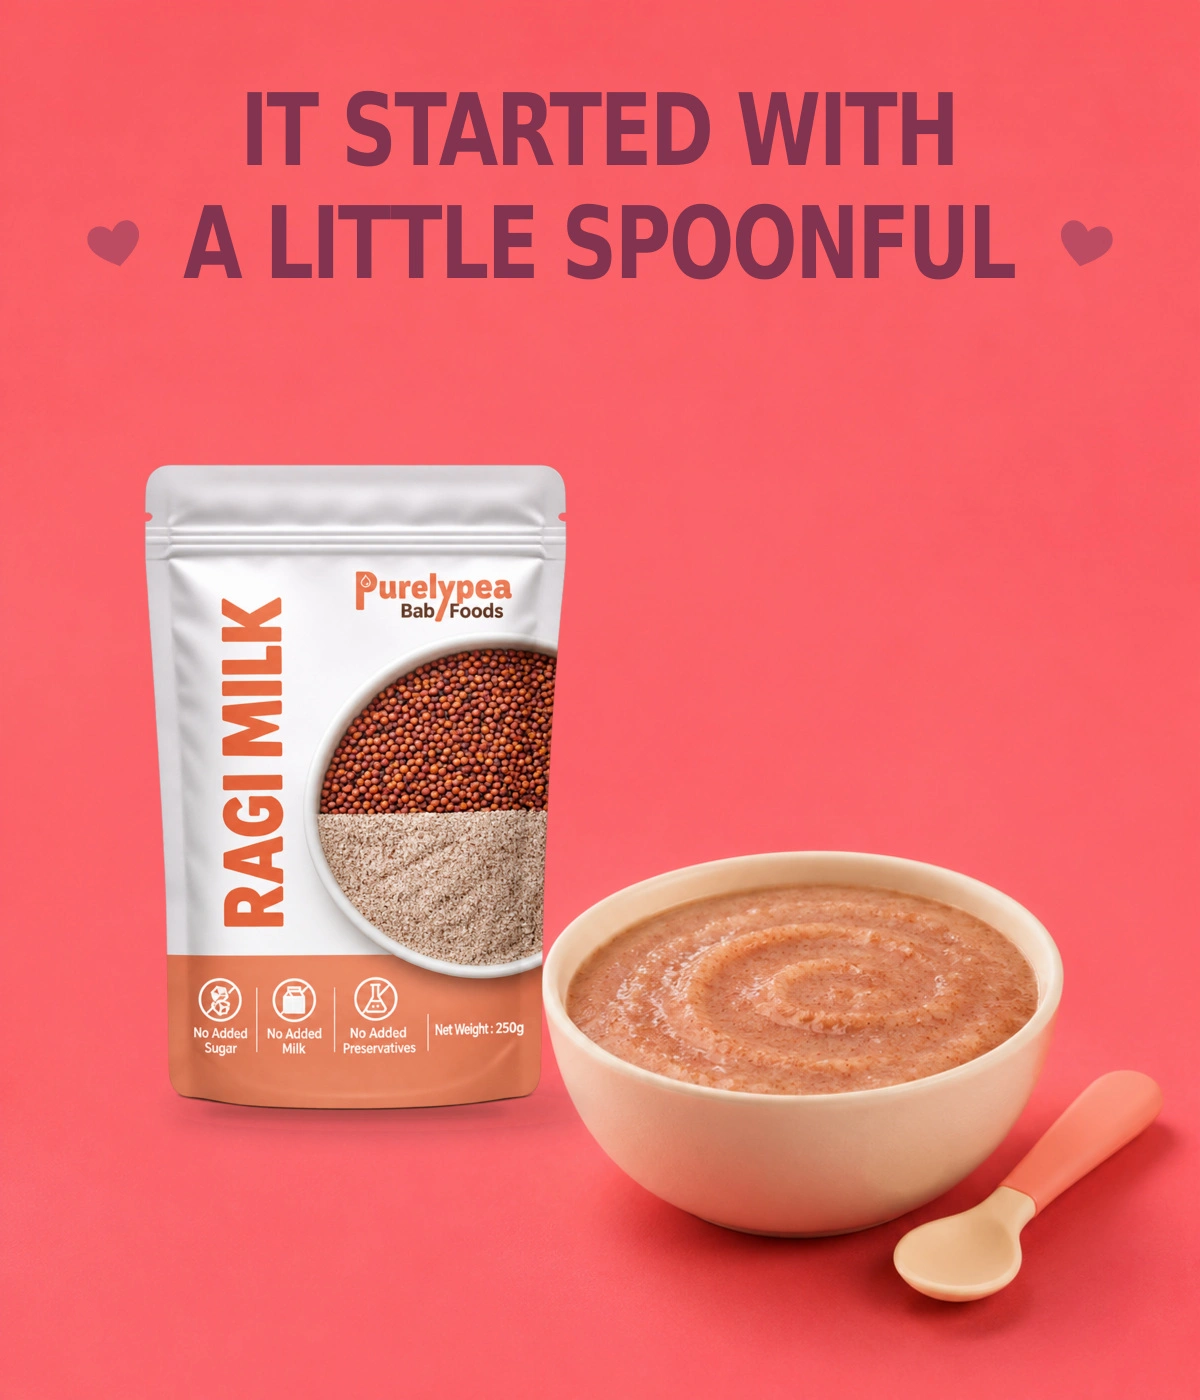 IT STARTED WITH
A LITTLE SPOONFUL
Purelypea
Baby Foods
RAGI MILK
No Added
Sugar
No Added
Milk
No Added
Preservatives
Net Weight : 250g